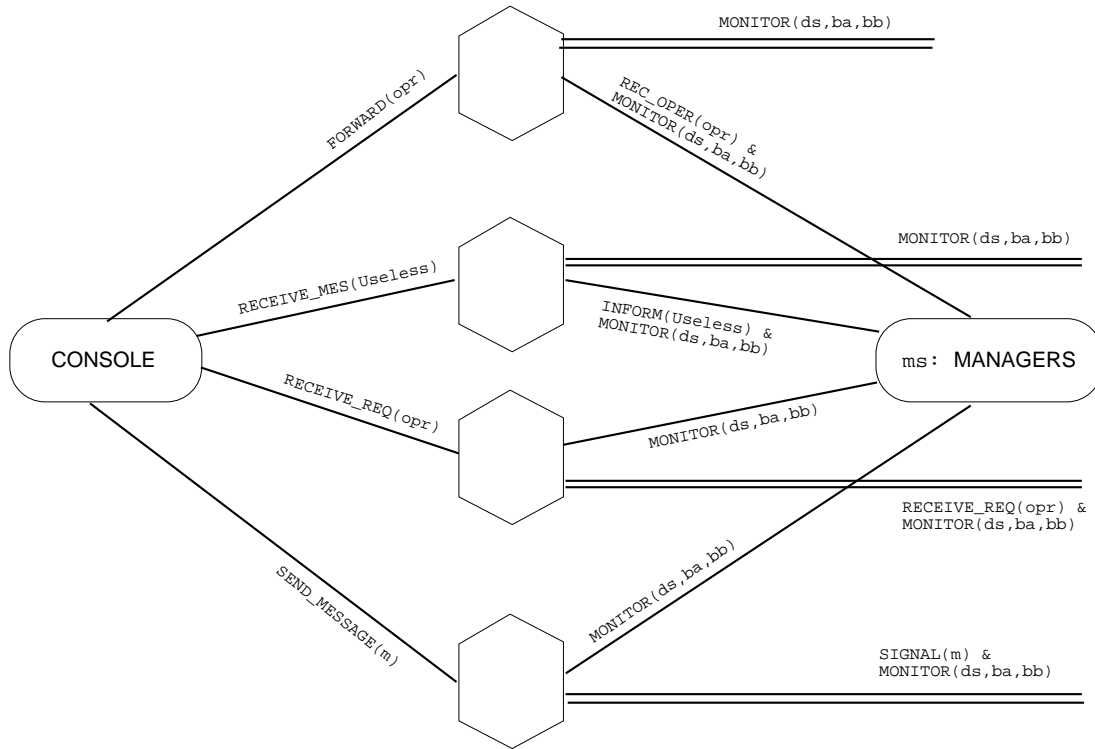 MONITOR(ds,ba,bb)
FORWARD(opr)
REC_OPER(opr) &
MONITOR(ds,ba,bb)
MONITOR(ds,ba,bb)
RECEIVE_MES(Useless)
INFORM(Useless) &
MONITOR(ds,ba,bb)
CONSOLE
ms: MANAGERS
RECEIVE_REQ(opr)
MONITOR(ds,ba,bb)
RECEIVE_REQ(opr) &
MONITOR(ds,ba,bb)
SEND_MESSAGE(m)
MONITOR(ds,ba,bb)
SIGNAL(m) &
MONITOR(ds,ba,bb)